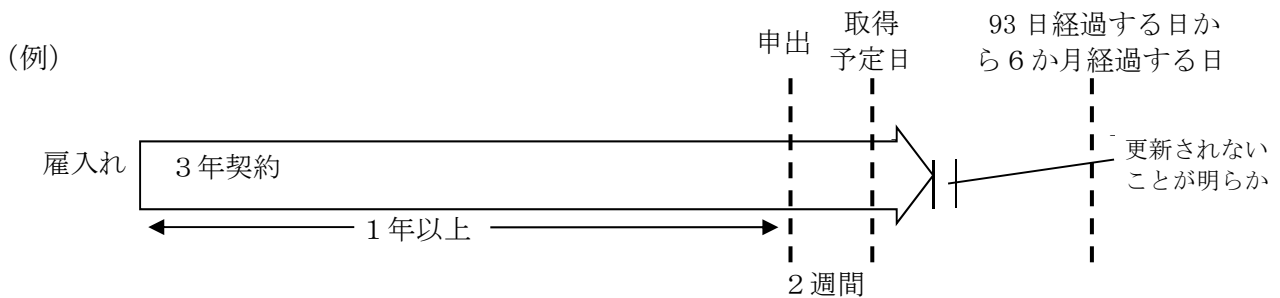 (例)
申出
取得
予定日
93 日経過する日か
ら6か月経過する日
雇入れ
3年契約
更新されない
ことが明らか
1年以上
2週間